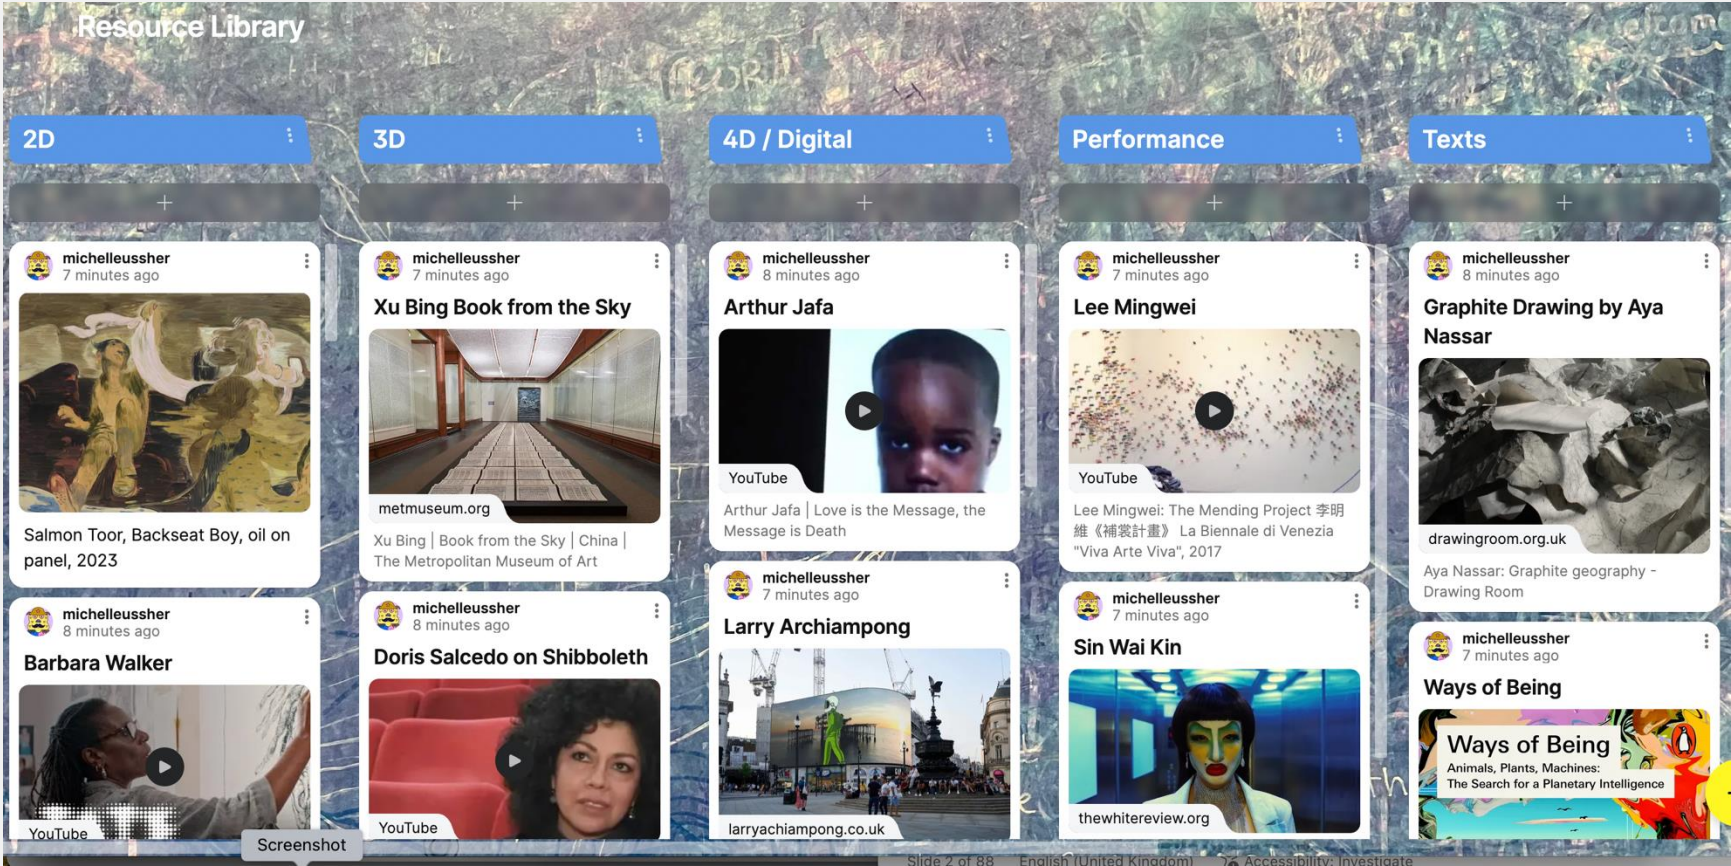 Resource Library
2D
3D
4D / Digital
Performance
Texts
michelleussher
7 minutes ago
Salmon Toor, Backseat Boy, oil on
panel, 2023
michelleussher
8 minutes ago
Barbara Walker
YouTube
michelleussher
7 minutes ago
Xu Bing Book from the Sky
metmuseum.org
Xu Bing | Book from the Sky | China |
The Metropolitan Museum of Art
michelleussher
8 minutes ago
Doris Salcedo on Shibboleth
YouTube
michelleussher
8 minutes ago
Arthur Jafa
YouTube
Arthur Jafa | Love is the Message, the
Message is Death
michelleussher
7 minutes ago
Larry Archiampong
larryachiampong.co.uk
michelleussher
7 minutes ago
Lee Mingwei
YouTube
Lee Mingwei: The Mending Project 李明
維《補裳計畫》 La Biennale di Venezia
"Viva Arte Viva", 2017
michelleussher
7 minutes ago
Sin Wai Kin
thewhitereview.org
michelleussher
8 minutes ago
Graphite Drawing by Aya
Nassar
drawingroom.org.uk
Aya Nassar: Graphite geography -
Drawing Room
michelleussher
7 minutes ago
Ways of Being
Ways of Being
Animals, Plants, Machines:
The Search for a Planetary Intelligence
Screenshot
Slide 2 of 88 English (United Kingdom) Accessibility: Investigate